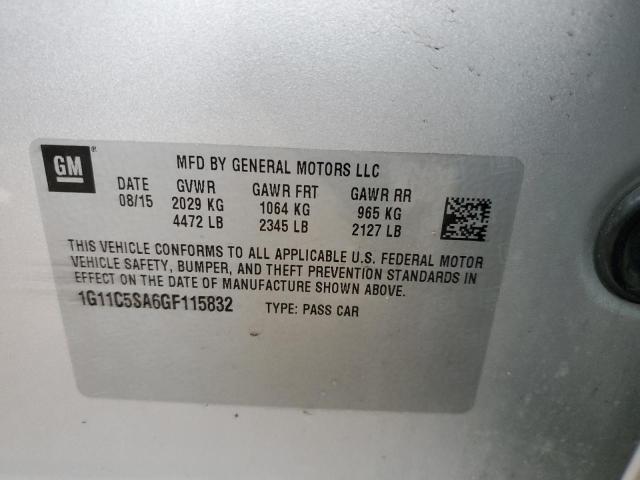 GM ®
MFD BY GENERAL MOTORS LLC
DATE GVWR GAWR FRT GAWR RR
08/15 2029 KG 1064 KG 965 KG
4472 LB 2345 LB 2127 LB
THIS VEHICLE CONFORMS TO ALL APPLICABLE U.S. FEDERAL MOTOR
VEHICLE SAFETY, BUMPER, AND THEFT PREVENTION STANDARDS IN
EFFECT ON THE DATE OF MANUFACTURE SHOWN ABOVE.
1G11C5SA6GF115832 TYPE: PASS CAR